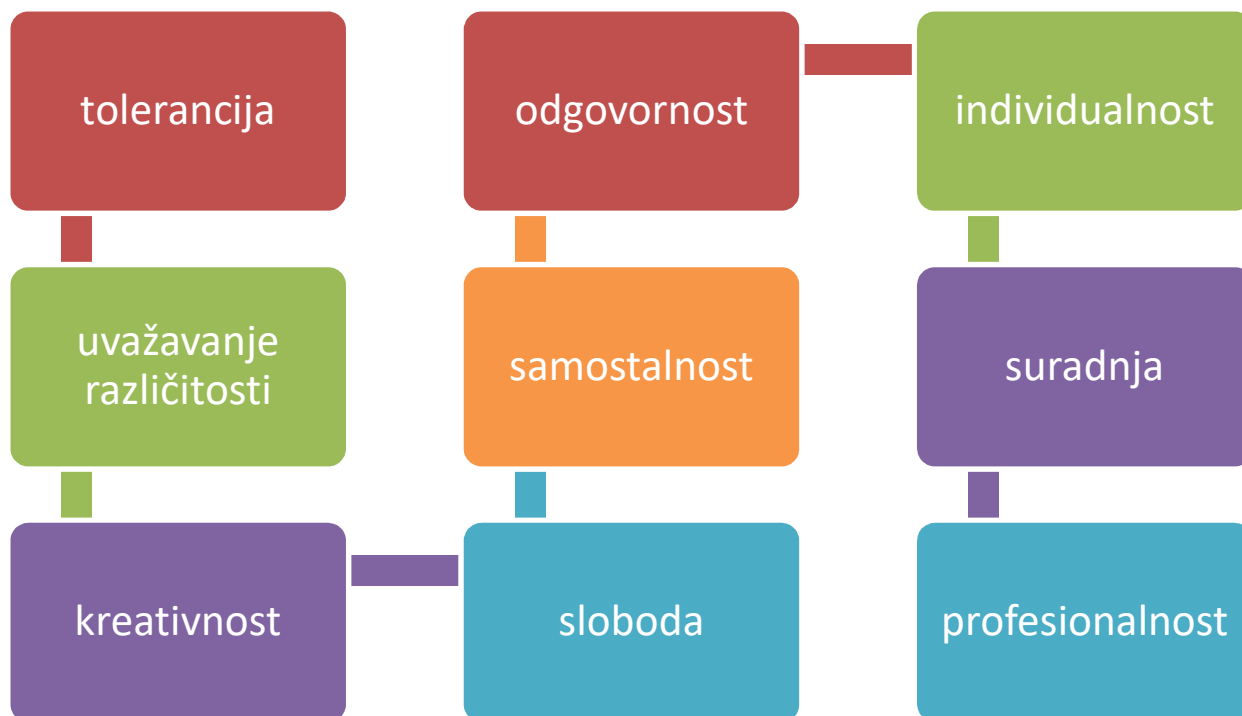 tolerancija
uvažavanje
različitosti
kreativnost
sloboda
samostalnost
odgovornost
individualnost
suradnja
profesionalnost